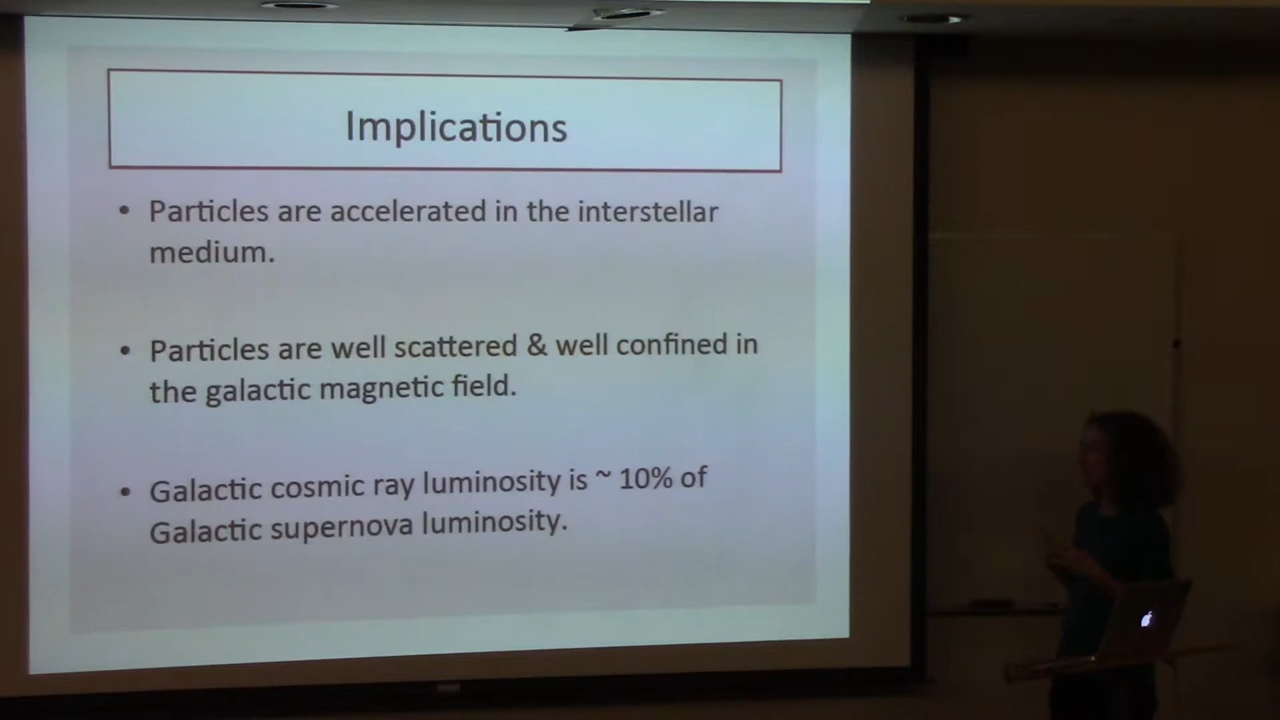 Implications
• Particles are accelerated in the interstellar
medium.
• Particles are well scattered & well confined in
the galactic magnetic field.
• Galactic cosmic ray luminosity is ~ 10% of
Galactic supernova luminosity.